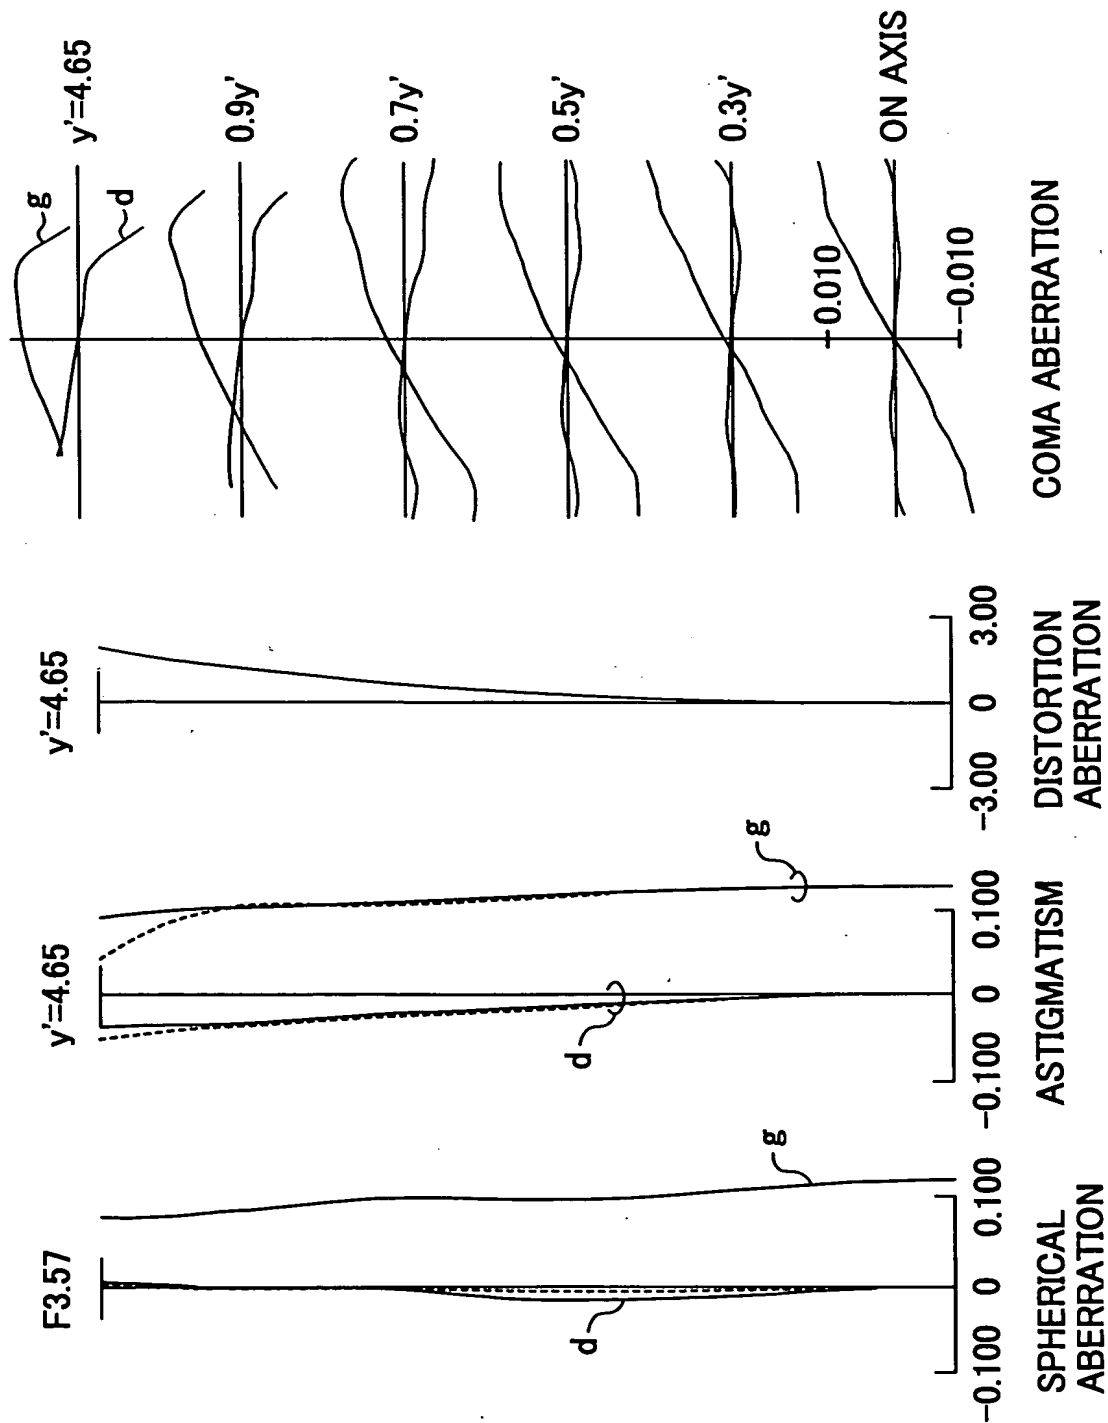 F3.57
g
d
-0.100
0
0.100
SPHERICAL
ABERRATION
y'=4.65
g
d
-0.100
0
0.100
ASTIGMATISM
y'=4.65
-3.00
0
3.00
DISTORTION
ABERRATION
g
y'=4.65
d
0.9y'
0.7y'
0.5y'
0.3y'
0.010
ON AXIS
-0.010
COMA ABERRATION